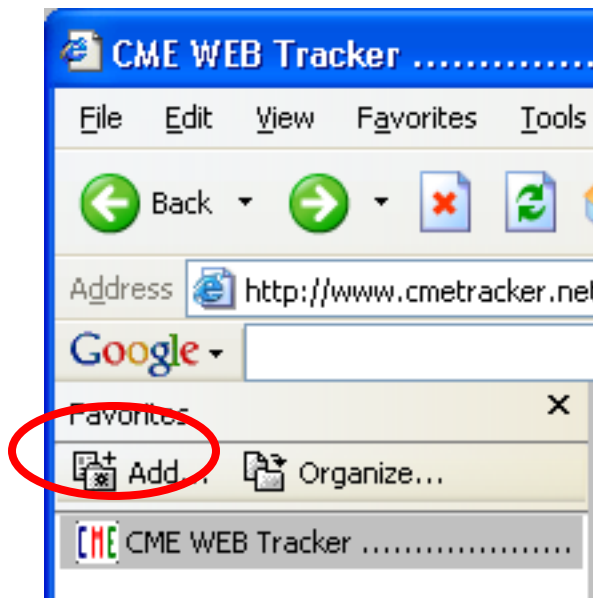 CME WEB Tracker ...............
File Edit View Favorites Tools
Back
Address http://www.cmetracker.net
Google
Favorites
Add... Organize...
CME CME WEB Tracker .....................